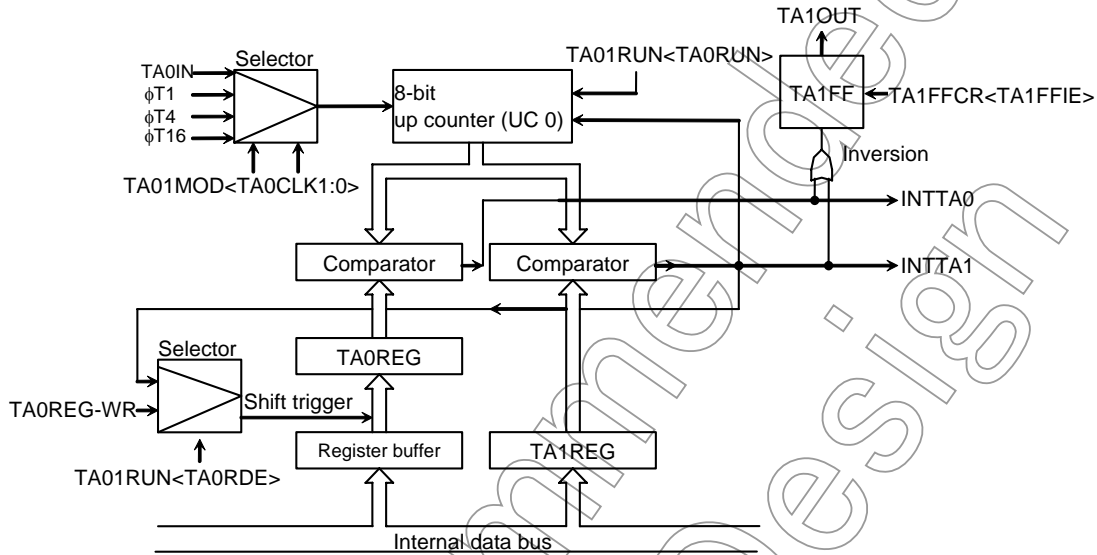 TA1OUT
Selector
TA01RUN<TA0RUN>
TA0IN
ϕT1
ϕT4
ϕT16
8-bit
up counter (UC 0)
TA1FF
TA1FFCR<TA1FFIE>
Inversion
TA01MOD<TA0CLK1:0>
INTTA0
Comparator
Comparator
INTTA1
Selector
TA0REG
TA0REG-WR
Shift trigger
Register buffer
TA1REG
TA01RUN<TA0RDE>
Internal data bus
mmende
esign